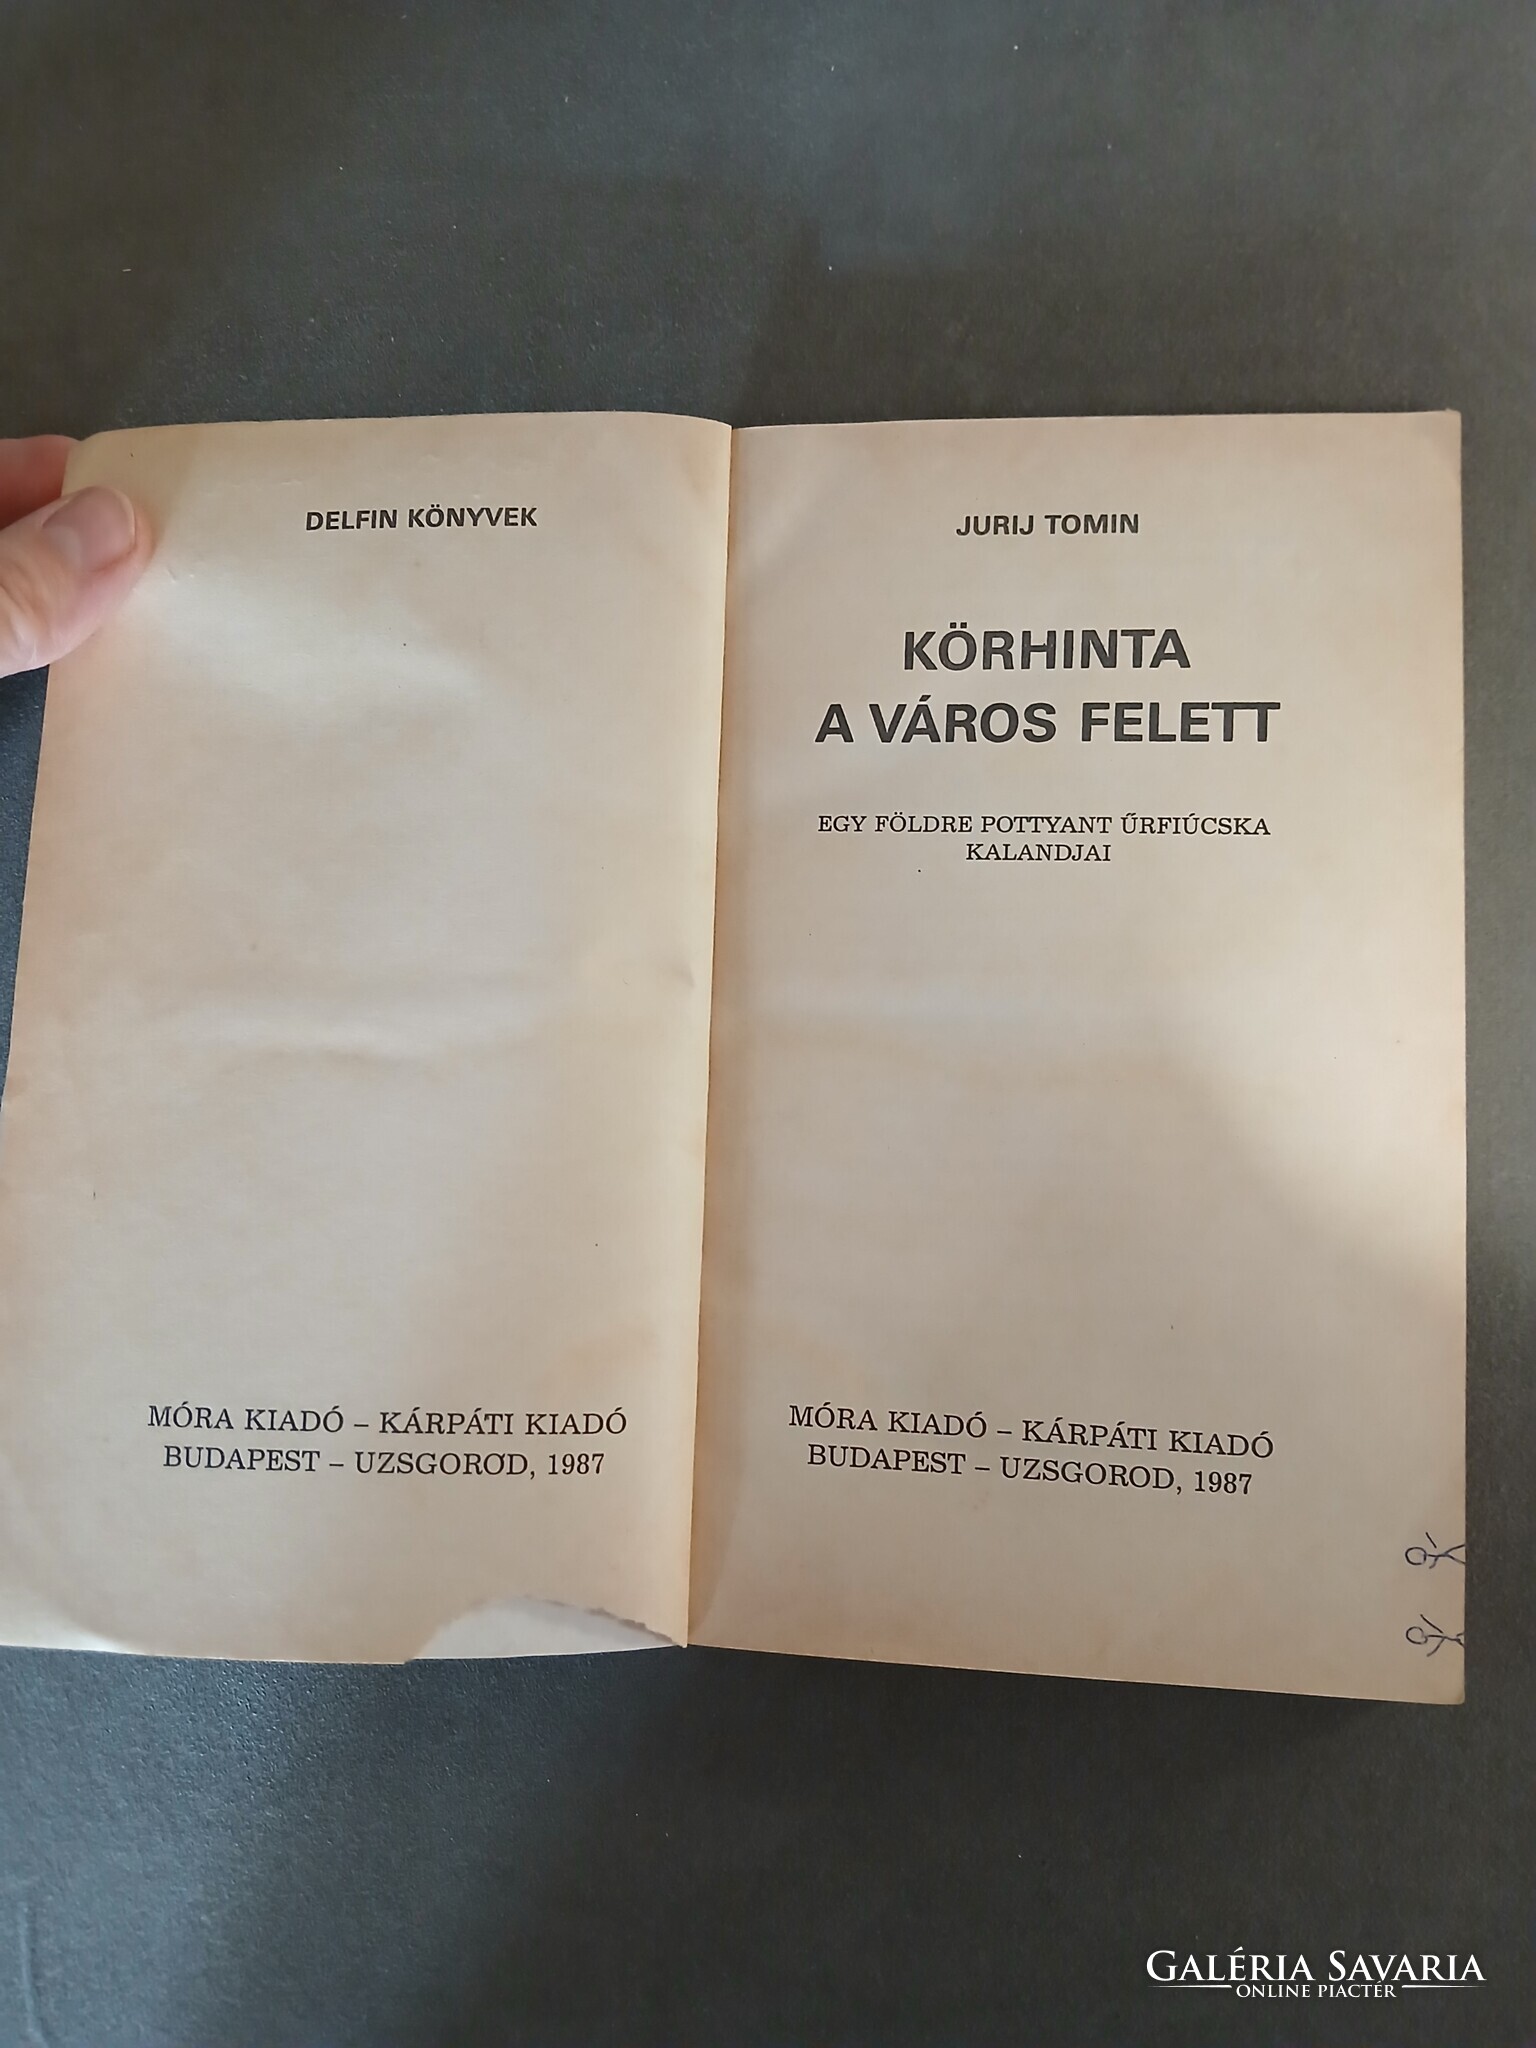 DELFIN KÖNYVEK
MÓRA KIADÓ – KÁRPÁTI KIADÓ
BUDAPEST – UZSGOROD, 1987
JURIJ TOMIN
KÖRHINTA
A VÁROS FELETT
EGY FÖLDRE POTTYANT ŰRFIÚCSKA
KALANDJAI
MÓRA KIADÓ – KÁRPÁTI KIADÓ
BUDAPEST – UZSGOROD, 1987
GALÉRIA SAVARIA
ONLINE PIACTÉR